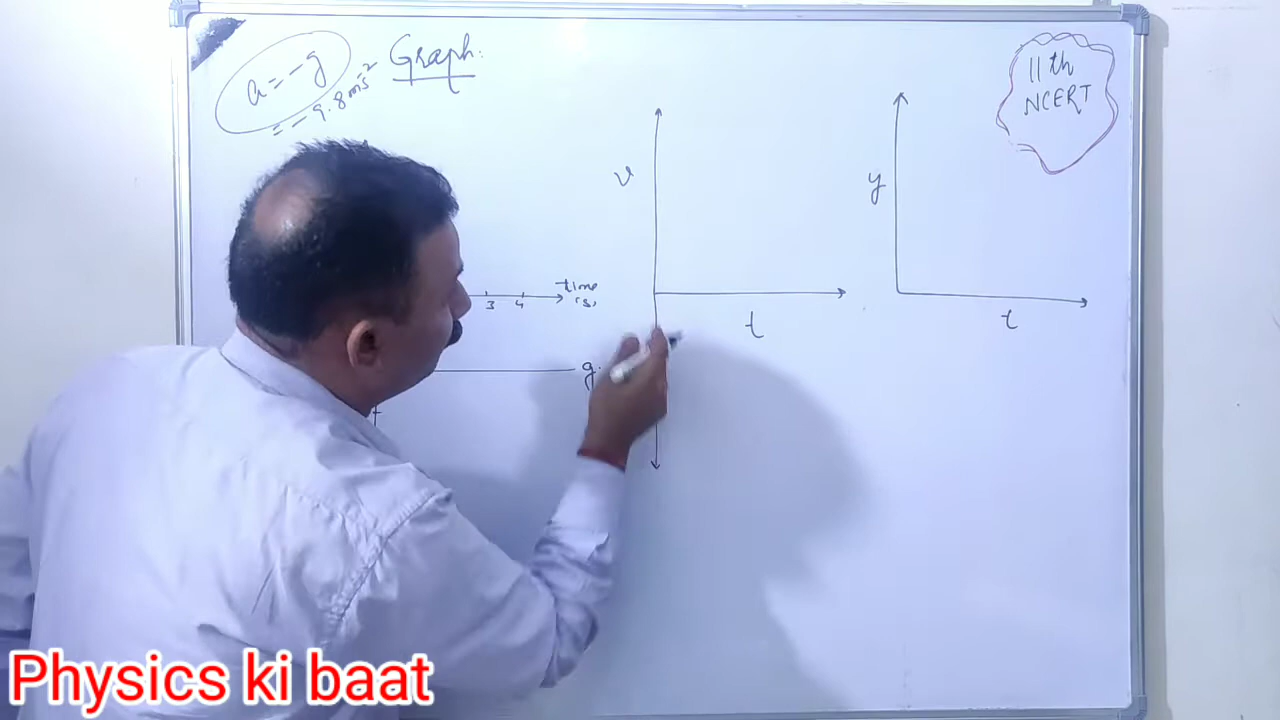 a = -g
= -9.8 ms⁻²
Graph:
11th
NCERT
v
y
time
(s)
3 4
t
t
g
Physics ki baat